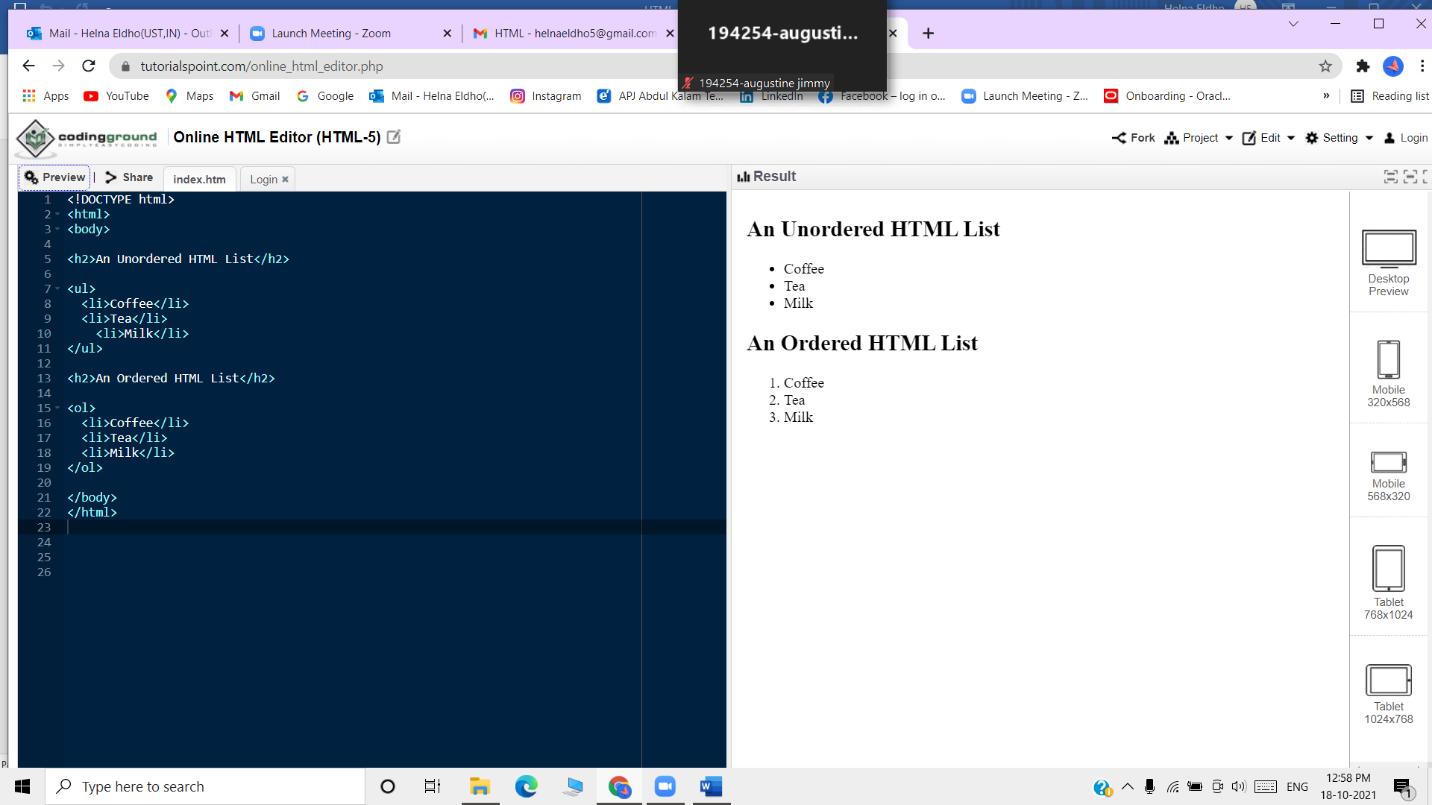 HTML
Helna Eldho
Mail - Helna Eldho(UST,IN) - Out
Launch Meeting - Zoom
HTML - helnaeldho5@gmail.com
194254-augusti...
194254-augustine jimmy
tutorialspoint.com/online_html_editor.php
Apps
YouTube
Maps
Gmail
Google
Mail - Helna Eldho(...
Instagram
APJ Abdul Kalam Te...
LinkedIn
Facebook – log in o...
Launch Meeting - Z...
Onboarding - Oracl...
»
Reading list
codingground
SIMPLYEASYCODING
Online HTML Editor (HTML-5)
Fork
Project
Edit
Setting
Login
Preview
Share
index.htm
Login
Result
1 <!DOCTYPE html>
2 <html>
3 <body>
4
5 <h2>An Unordered HTML List</h2>
6
7 <ul>
8 <li>Coffee</li>
9 <li>Tea</li>
10 <li>Milk</li>
11 </ul>
12
13 <h2>An Ordered HTML List</h2>
14
15 <ol>
16 <li>Coffee</li>
17 <li>Tea</li>
18 <li>Milk</li>
19 </ol>
20
21 </body>
22 </html>
23
24
25
26
An Unordered HTML List
• Coffee
• Tea
• Milk
An Ordered HTML List
1. Coffee
2. Tea
3. Milk
Desktop
Preview
Mobile
320x568
Mobile
568x320
Tablet
768x1024
Tablet
1024x768
Type here to search
ENG
12:58 PM
18-10-2021
1